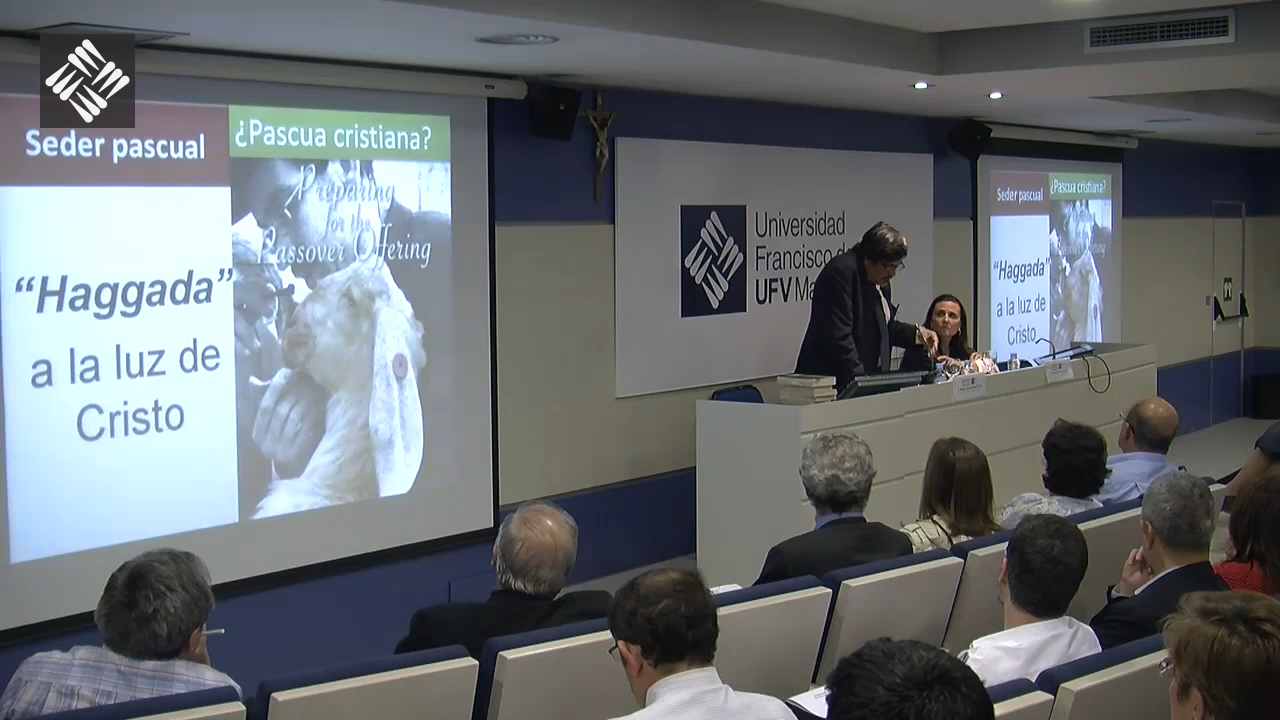 Seder pascual
¿Pascua cristiana?
Preparing
for the
Passover Offering
“Haggada”
a la luz de
Cristo
Universidad
Francisco de
UFV Ma
Seder pascual
¿Pascua cristiana?
“Haggada”
a la luz de
Cristo